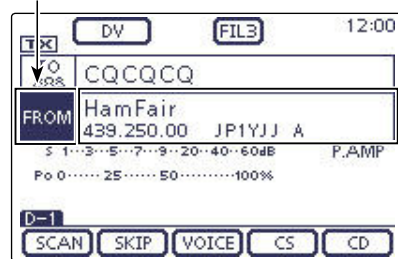 DV FIL3 12:00
TX
TO CQCQCQ
FROM HamFair
439.250.00 JP1YJJ A
S 1··3··5··7··9··20··40··60dB P.AMP
Po 0······25······50·········100%
D-1
SCAN SKIP VOICE CS CD